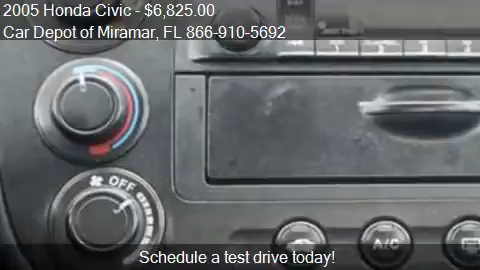 2005 Honda Civic - $6,825.00
Car Depot of Miramar, FL 866-910-5692
OFF
A/C
Schedule a test drive today!